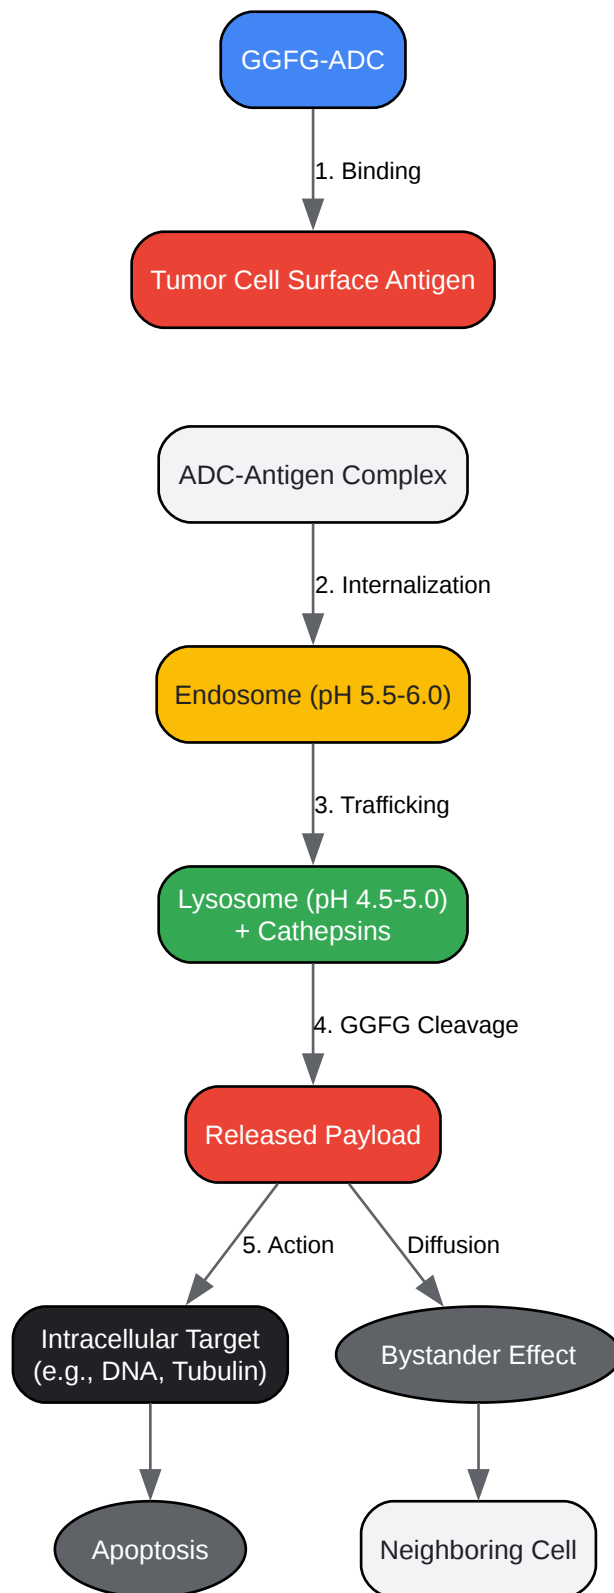 GGFG-ADC
1. Binding
Tumor Cell Surface Antigen
ADC-Antigen Complex
2. Internalization
Endosome (pH 5.5-6.0)
3. Trafficking
Lysosome (pH 4.5-5.0)
+ Cathepsins
4. GGFG Cleavage
Released Payload
5. Action
Diffusion
Intracellular Target
(e.g., DNA, Tubulin)
Bystander Effect
Apoptosis
Neighboring Cell